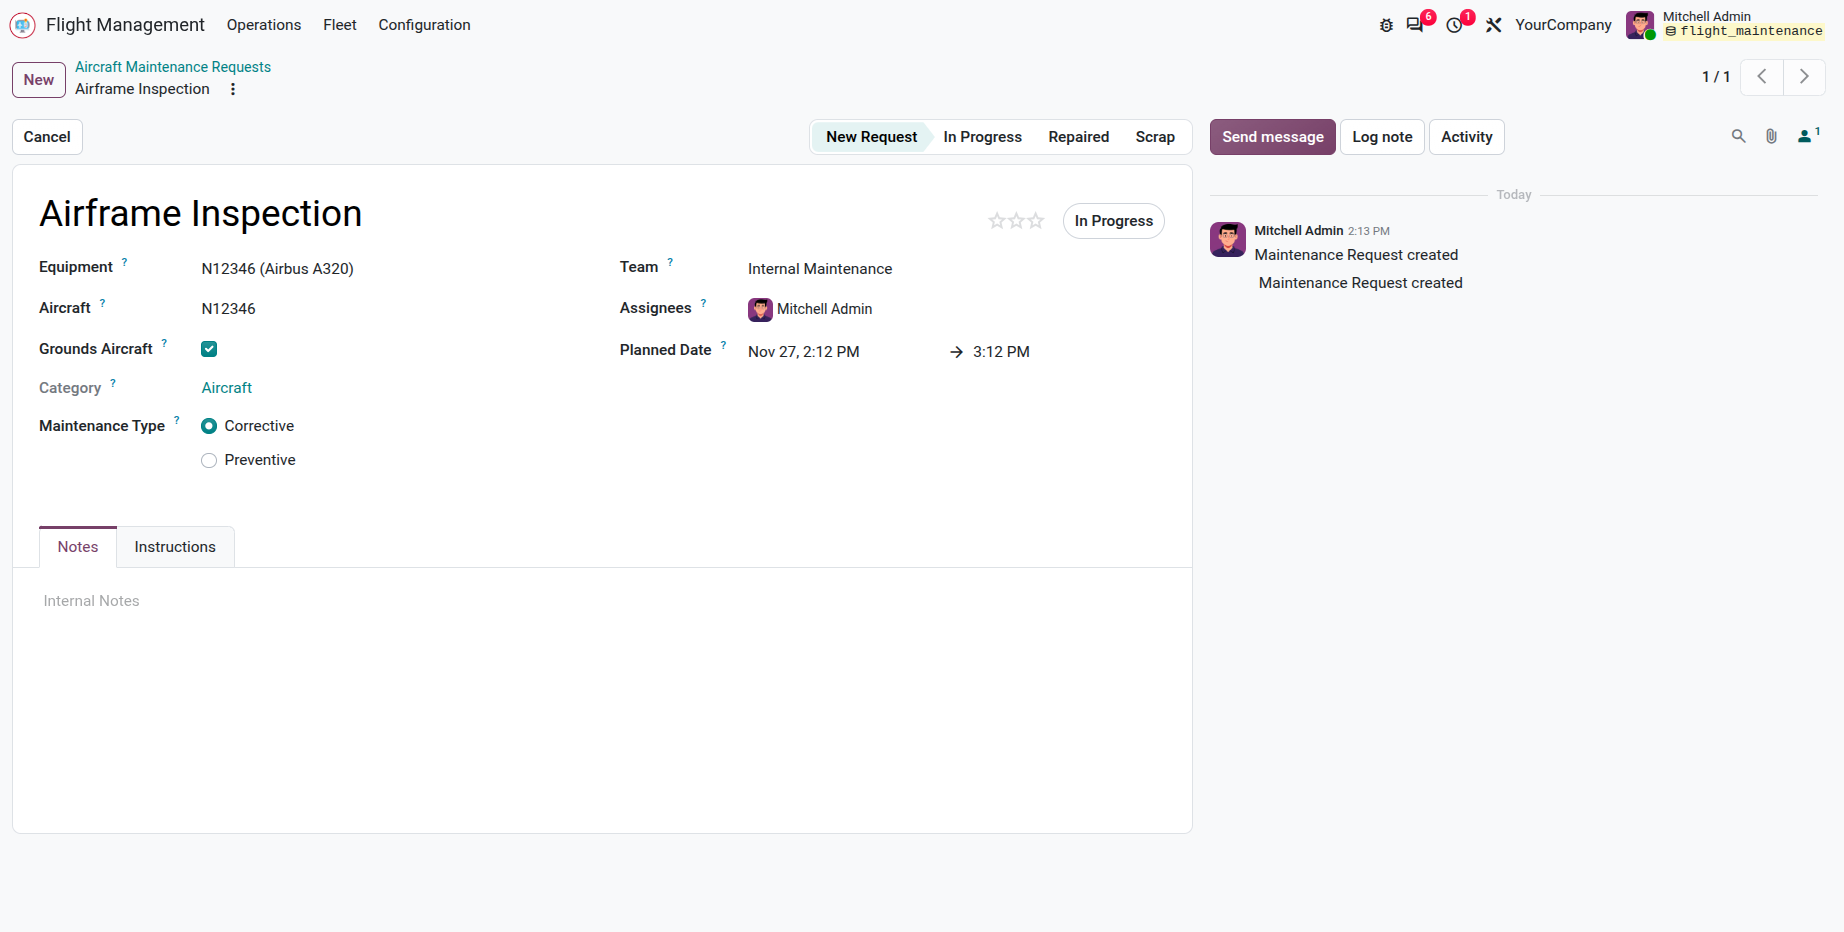 Flight Management Operations Fleet Configuration 6 1 YourCompany Mitchell Admin
flight_maintenance
New Aircraft Maintenance Requests
Airframe Inspection
1 / 1
Cancel New Request In Progress Repaired Scrap Send message Log note Activity 1
Airframe Inspection In Progress
Equipment ? N12346 (Airbus A320) Team ? Internal Maintenance
Aircraft ? N12346 Assignees ? Mitchell Admin
Grounds Aircraft ? Planned Date ? Nov 27, 2:12 PM → 3:12 PM
Category ? Aircraft
Maintenance Type ? Corrective
Preventive
Notes Instructions
Internal Notes
Today
Mitchell Admin 2:13 PM
Maintenance Request created
Maintenance Request created